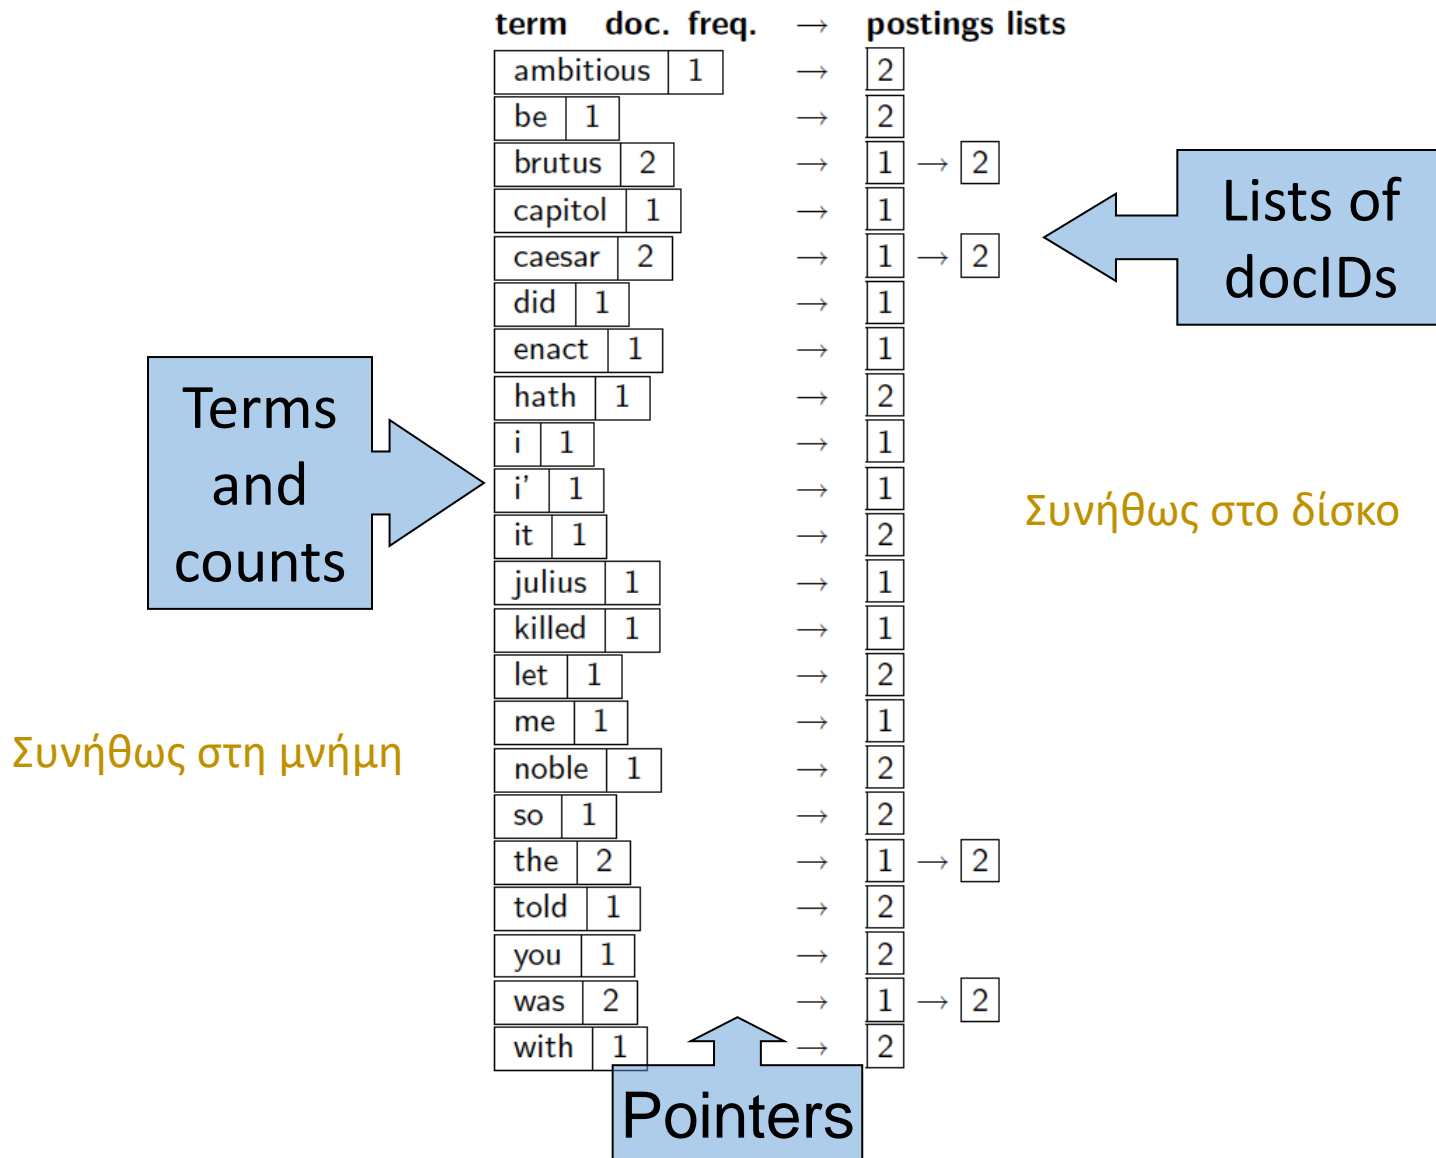 term doc. freq. → postings lists
ambitious 1 → 2
be 1 → 2
brutus 2 → 1 → 2
capitol 1 → 1
caesar 2 → 1 → 2
did 1 → 1
enact 1 → 1
hath 1 → 2
i 1 → 1
i' 1 → 1
it 1 → 2
julius 1 → 1
killed 1 → 1
let 1 → 2
me 1 → 1
noble 1 → 2
so 1 → 2
the 2 → 1 → 2
told 1 → 2
you 1 → 2
was 2 → 1 → 2
with 1 → 2
Lists of
docIDs
Terms
and
counts
Συνήθως στο δίσκο
Συνήθως στη μνήμη
Pointers